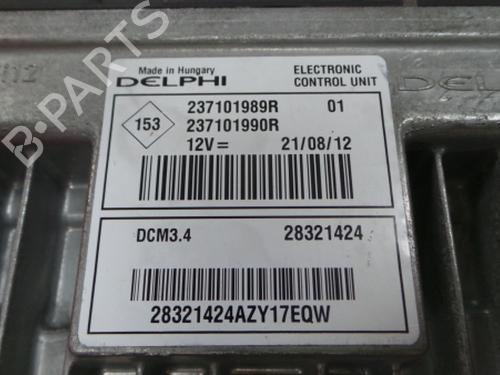 Made in Hungary
DELPHI
ELECTRONIC
CONTROL UNIT
153
237101989R 01
237101990R
12V= 21/08/12
DCM3.4 28321424
28321424AZY17EQW
DELPHI